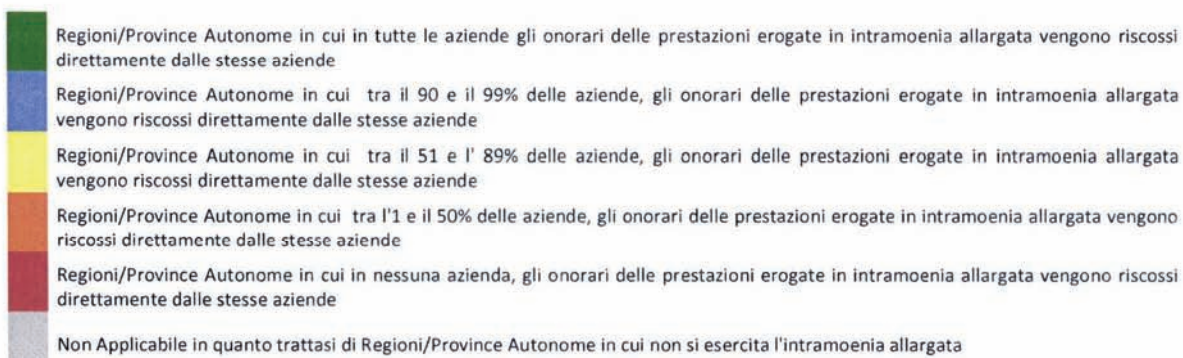 Regioni/Province Autonome in cui in tutte le aziende gli onorari delle prestazioni erogate in intramoenia allargata vengono riscossi
direttamente dalle stesse aziende
Regioni/Province Autonome in cui tra il 90 e il 99% delle aziende, gli onorari delle prestazioni erogate in intramoenia allargata
vengono riscossi direttamente dalle stesse aziende
Regioni/Province Autonome in cui tra il 51 e l' 89% delle aziende, gli onorari delle prestazioni erogate in intramoenia allargata
vengono riscossi direttamente dalle stesse aziende
Regioni/Province Autonome in cui tra l'1 e il 50% delle aziende, gli onorari delle prestazioni erogate in intramoenia allargata vengono
riscossi direttamente dalle stesse aziende
Regioni/Province Autonome in cui in nessuna azienda, gli onorari delle prestazioni erogate in intramoenia allargata vengono riscossi
direttamente dalle stesse aziende
Non Applicabile in quanto trattasi di Regioni/Province Autonome in cui non si esercita l'intramoenia allargata